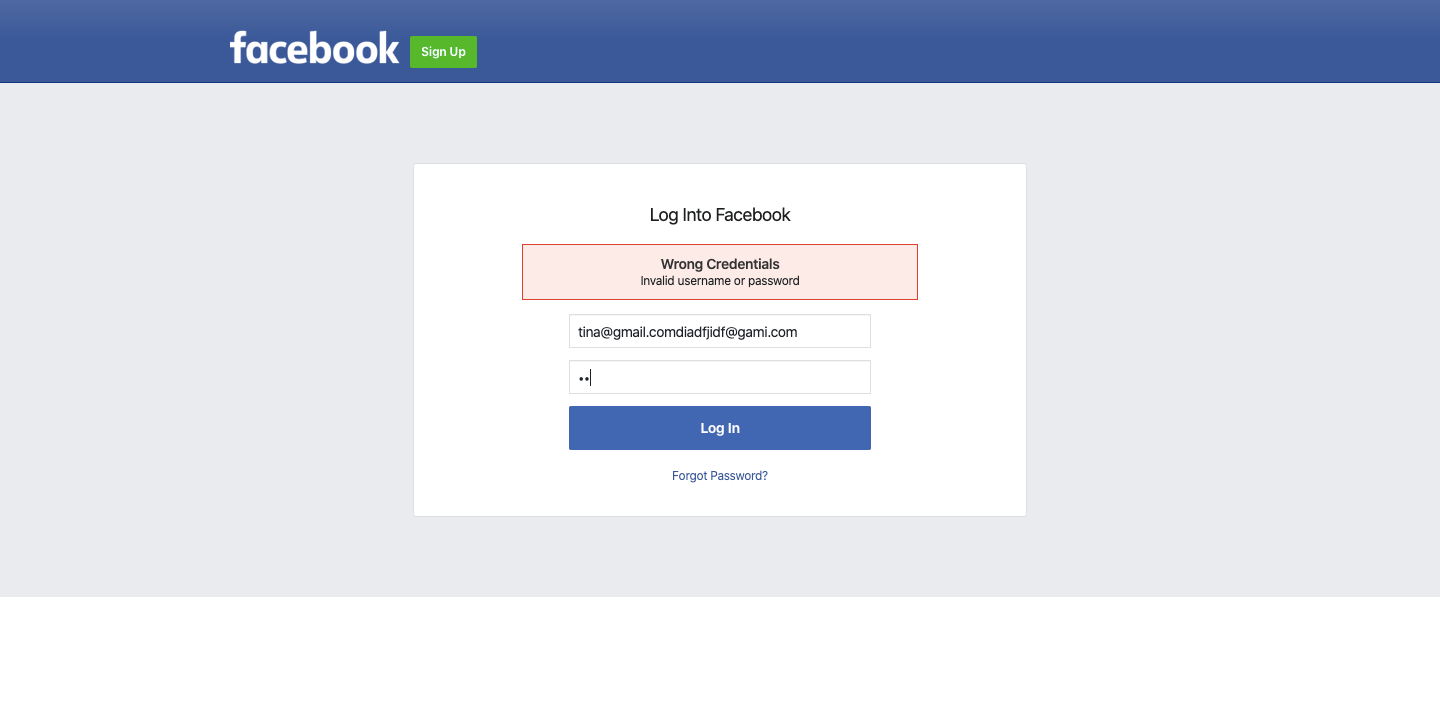 facebook
Sign Up
Log Into Facebook
Wrong Credentials
Invalid username or password
tina@gmail.comdiadfjidf@gami.com
••
Log In
Forgot Password?